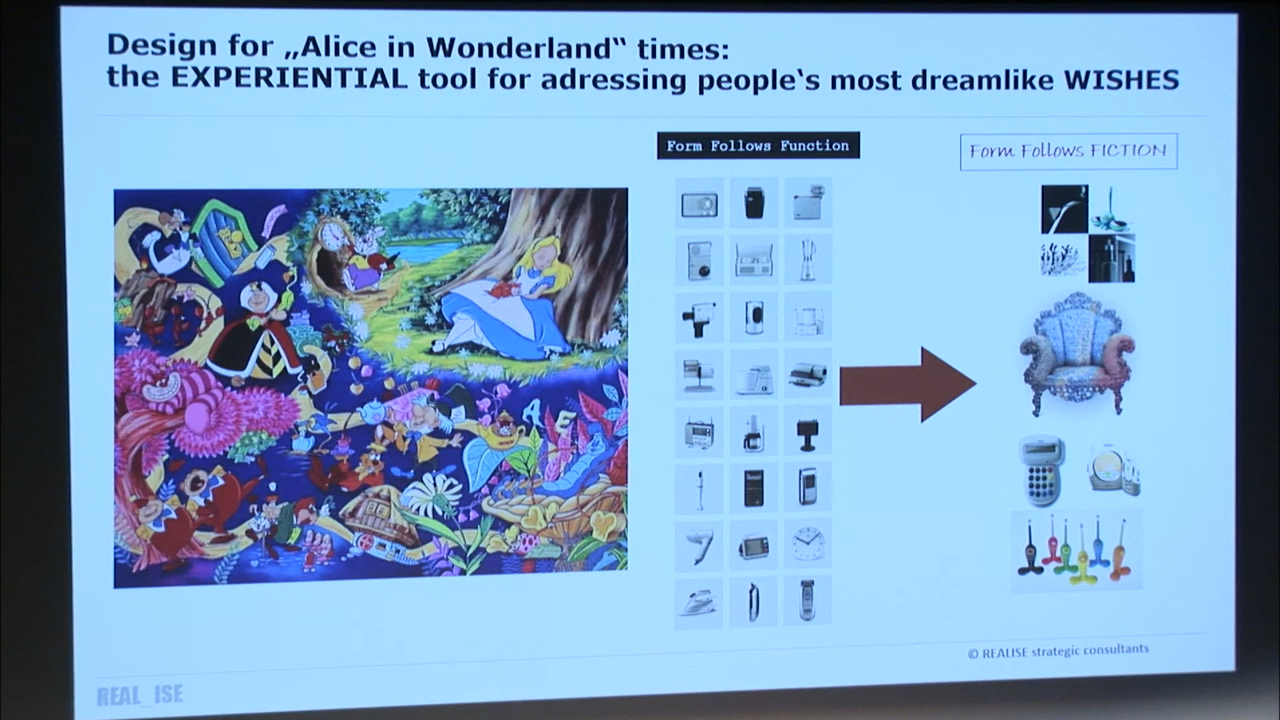 Design for „Alice in Wonderland“ times:
the EXPERIENTIAL tool for adressing people‘s most dreamlike WISHES
Form Follows Function
Form Follows FICTION
A E
© REALISE strategic consultants
REAL_ISE